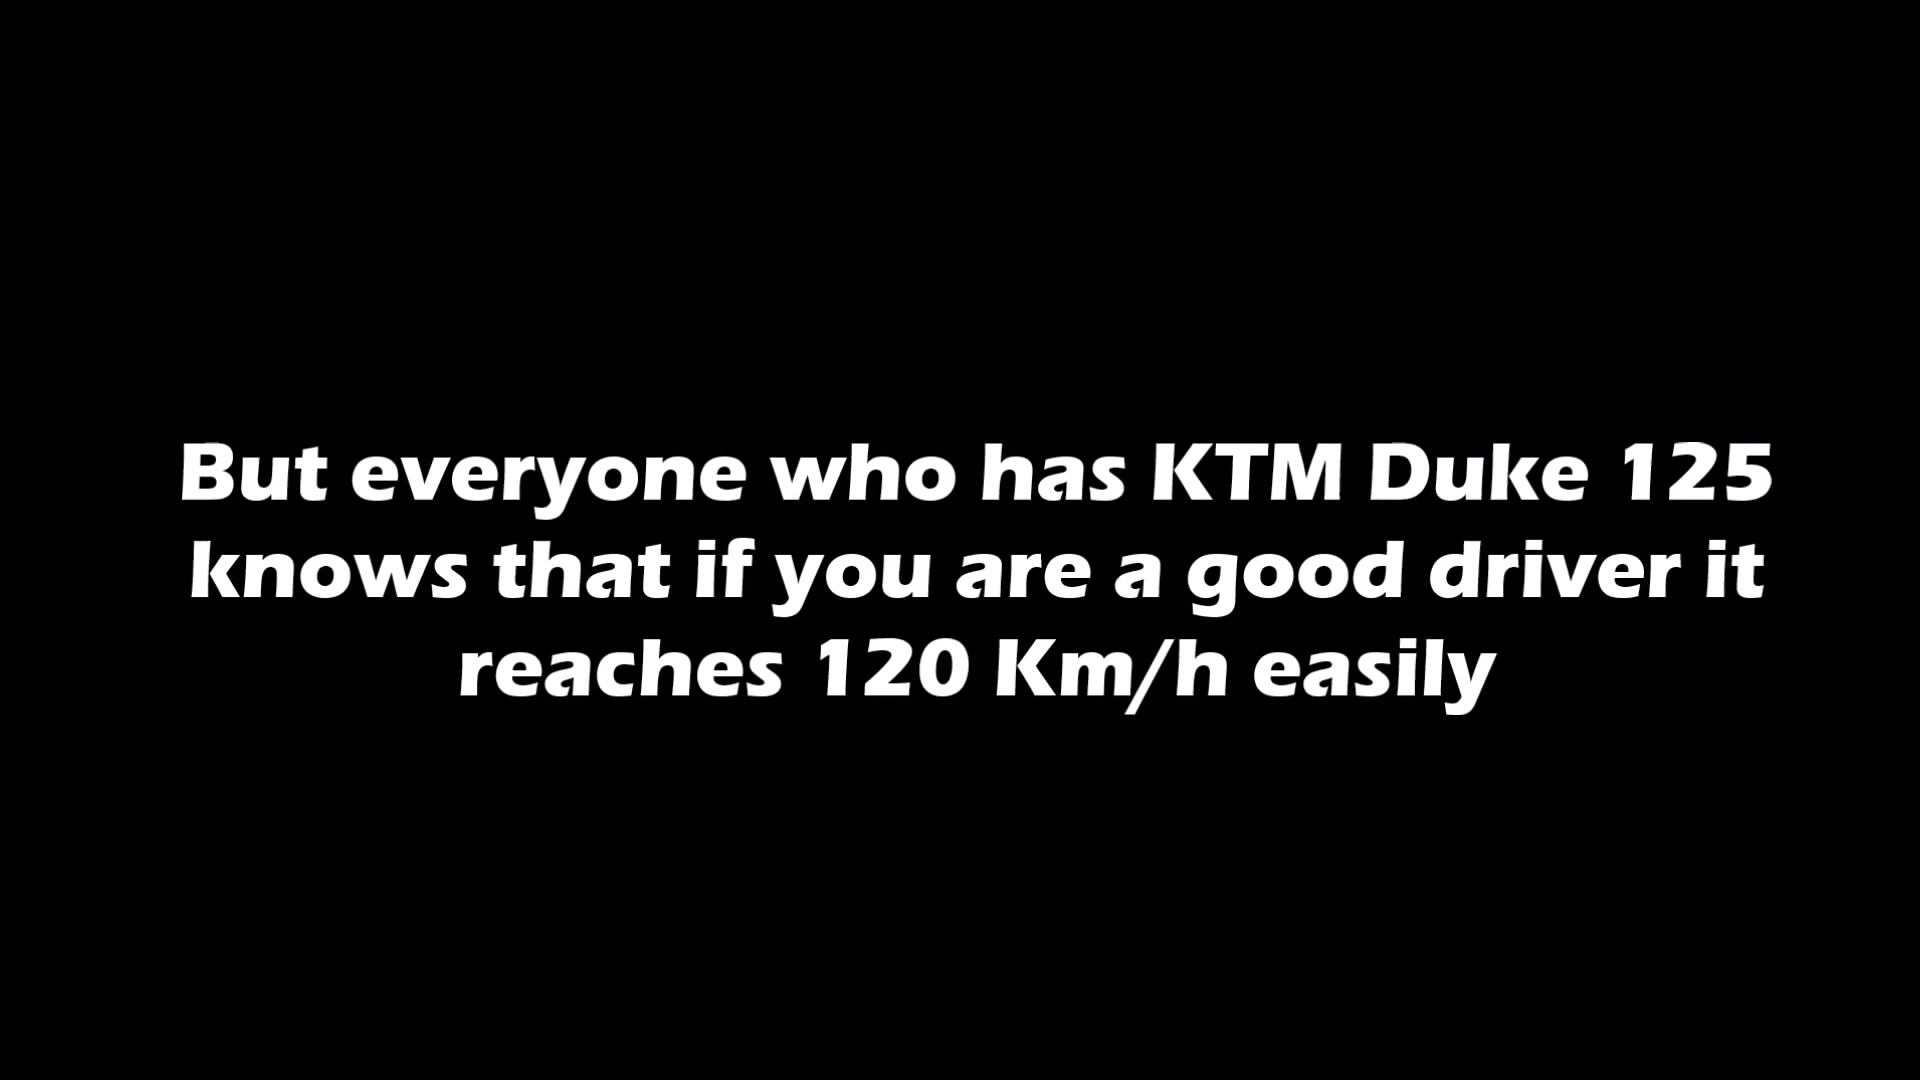 But everyone who has KTM Duke 125
knows that if you are a good driver it
reaches 120 Km/h easily